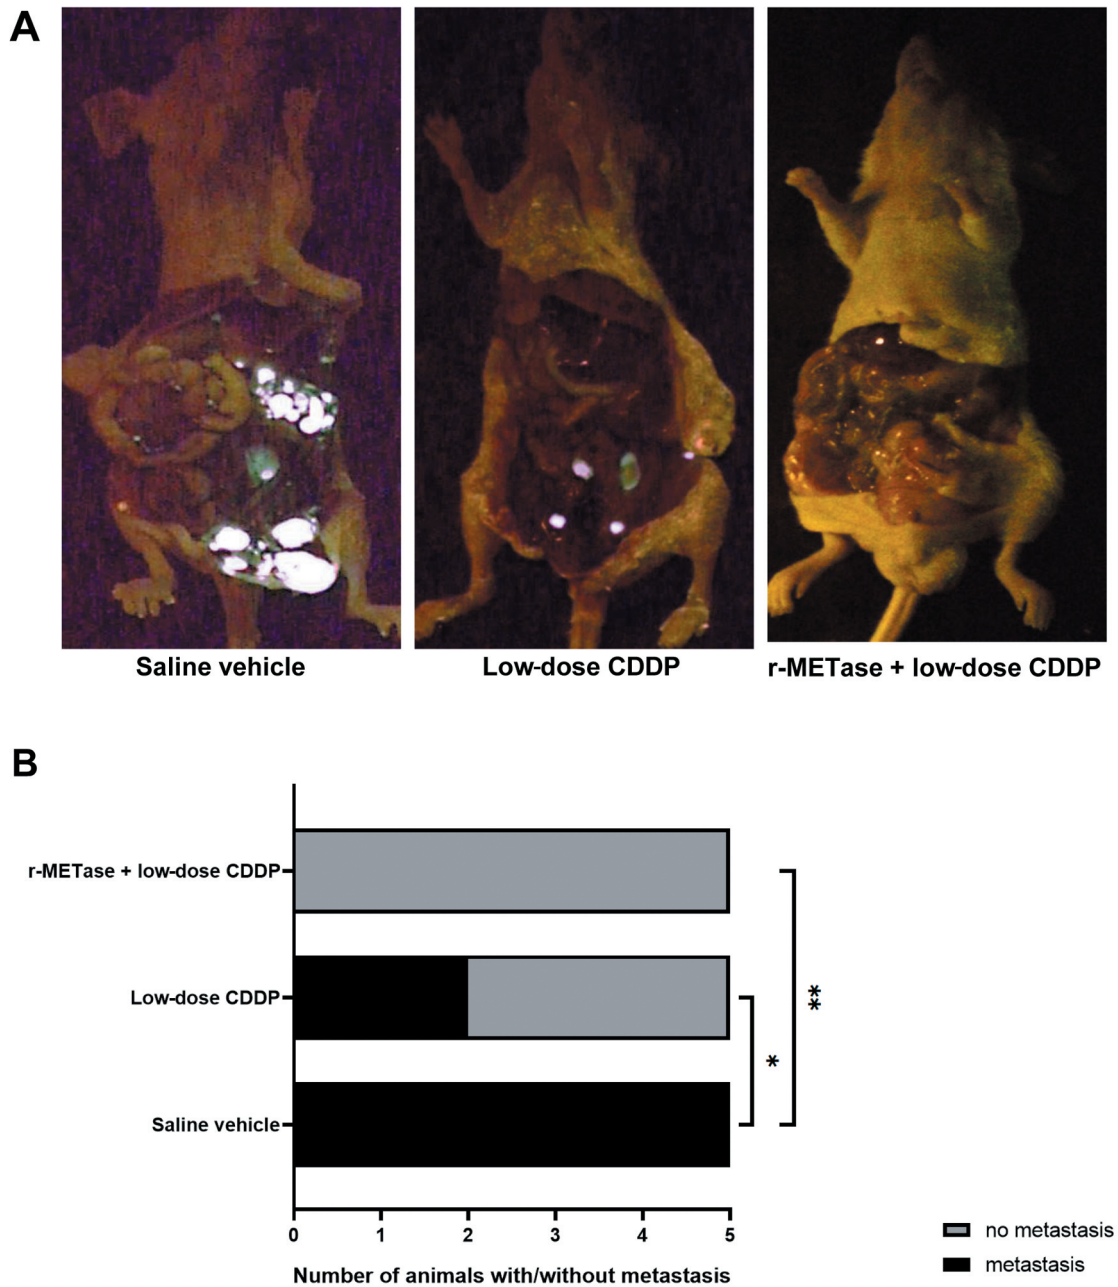 A
Saline vehicle
Low-dose CDDP
r-METase + low-dose CDDP
B
r-METase + low-dose CDDP
Low-dose CDDP
Saline vehicle
**
*
0 1 2 3 4 5
Number of animals with/without metastasis
no metastasis
metastasis